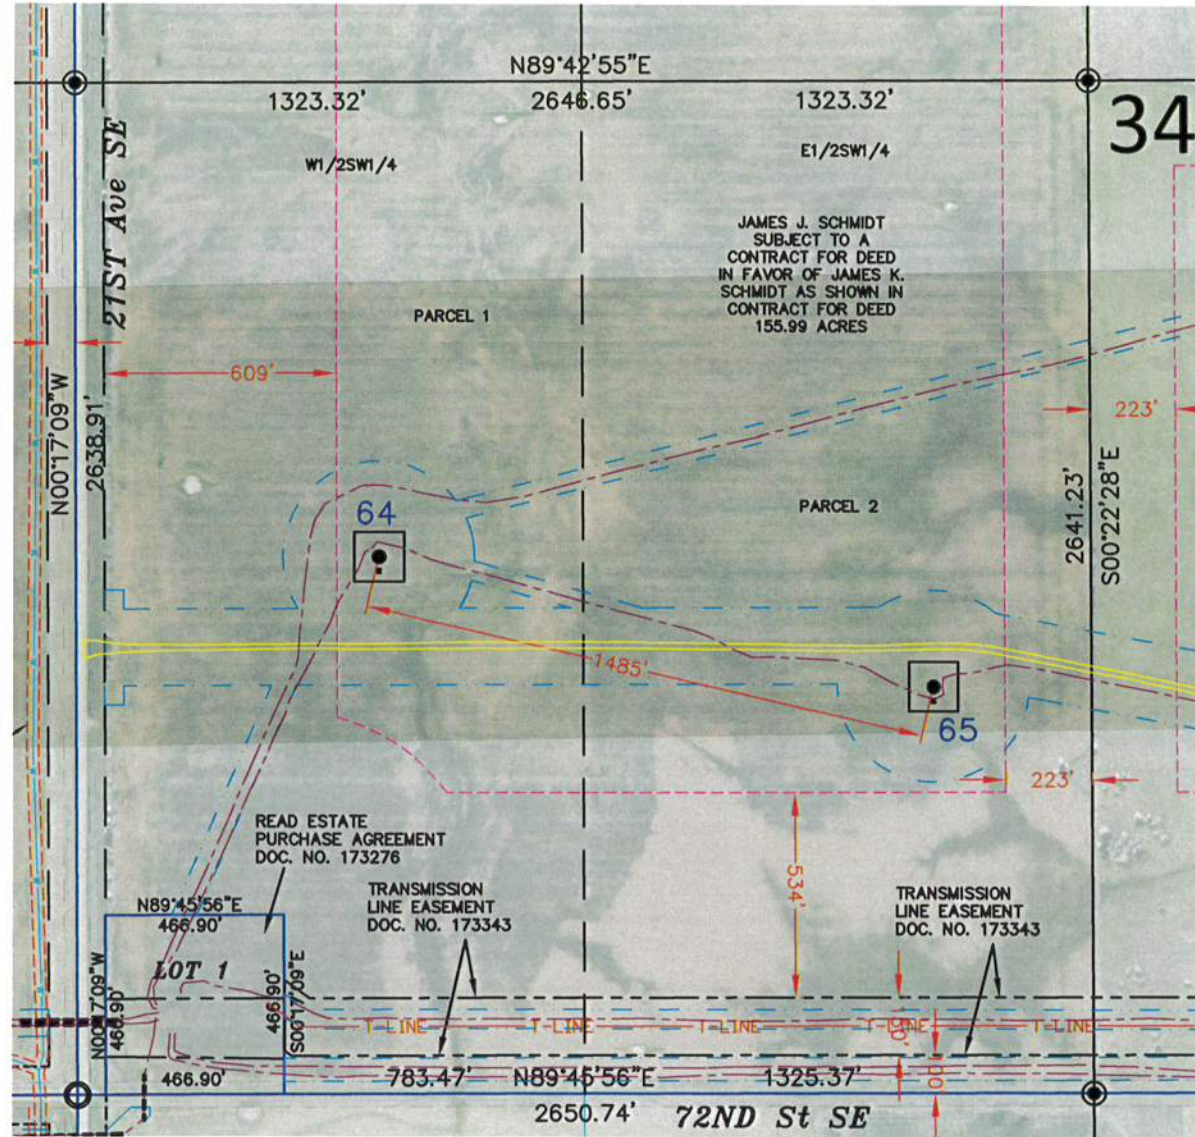 N89°42'55"E
1323.32'
2646.65'
1323.32'
34
W1/2SW1/4
E1/2SW1/4
21ST Ave SE
JAMES J. SCHMIDT
SUBJECT TO A
CONTRACT FOR DEED
IN FAVOR OF JAMES K.
SCHMIDT AS SHOWN IN
CONTRACT FOR DEED
155.99 ACRES
PARCEL 1
609'
N00°17'09"W
2638.91'
223'
2641.23'
S00°22'28"E
PARCEL 2
64
1485'
65
223'
READ ESTATE
PURCHASE AGREEMENT
DOC. NO. 173276
534'
TRANSMISSION
LINE EASEMENT
DOC. NO. 173343
TRANSMISSION
LINE EASEMENT
DOC. NO. 173343
N89°45'56"E
466.90'
LOT 1
N00°17'09"W
466.90'
466.90'
S00°17'09"E
T-LINE
T-LINE
T-LINE
T-LINE
T-LINE
466.90'
783.47'
N89°45'56"E
1325.37'
2650.74'
72ND St SE